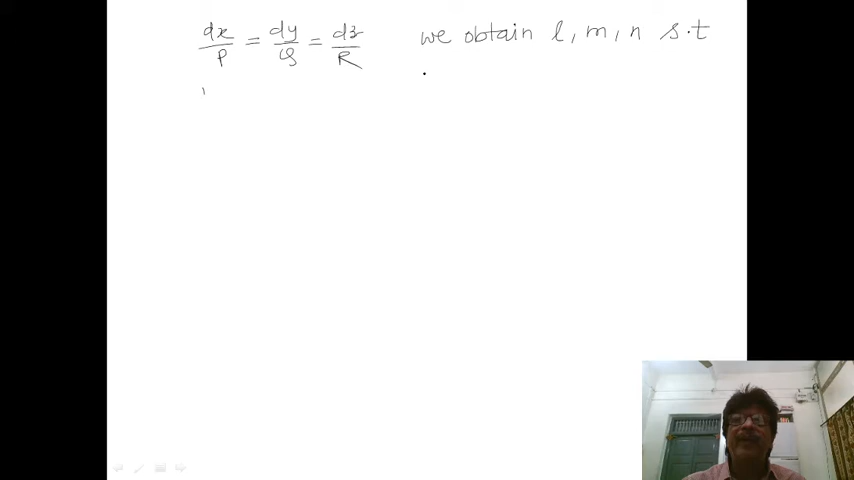 dx/P = dy/Q = dz/R we obtain l, m, n s.t